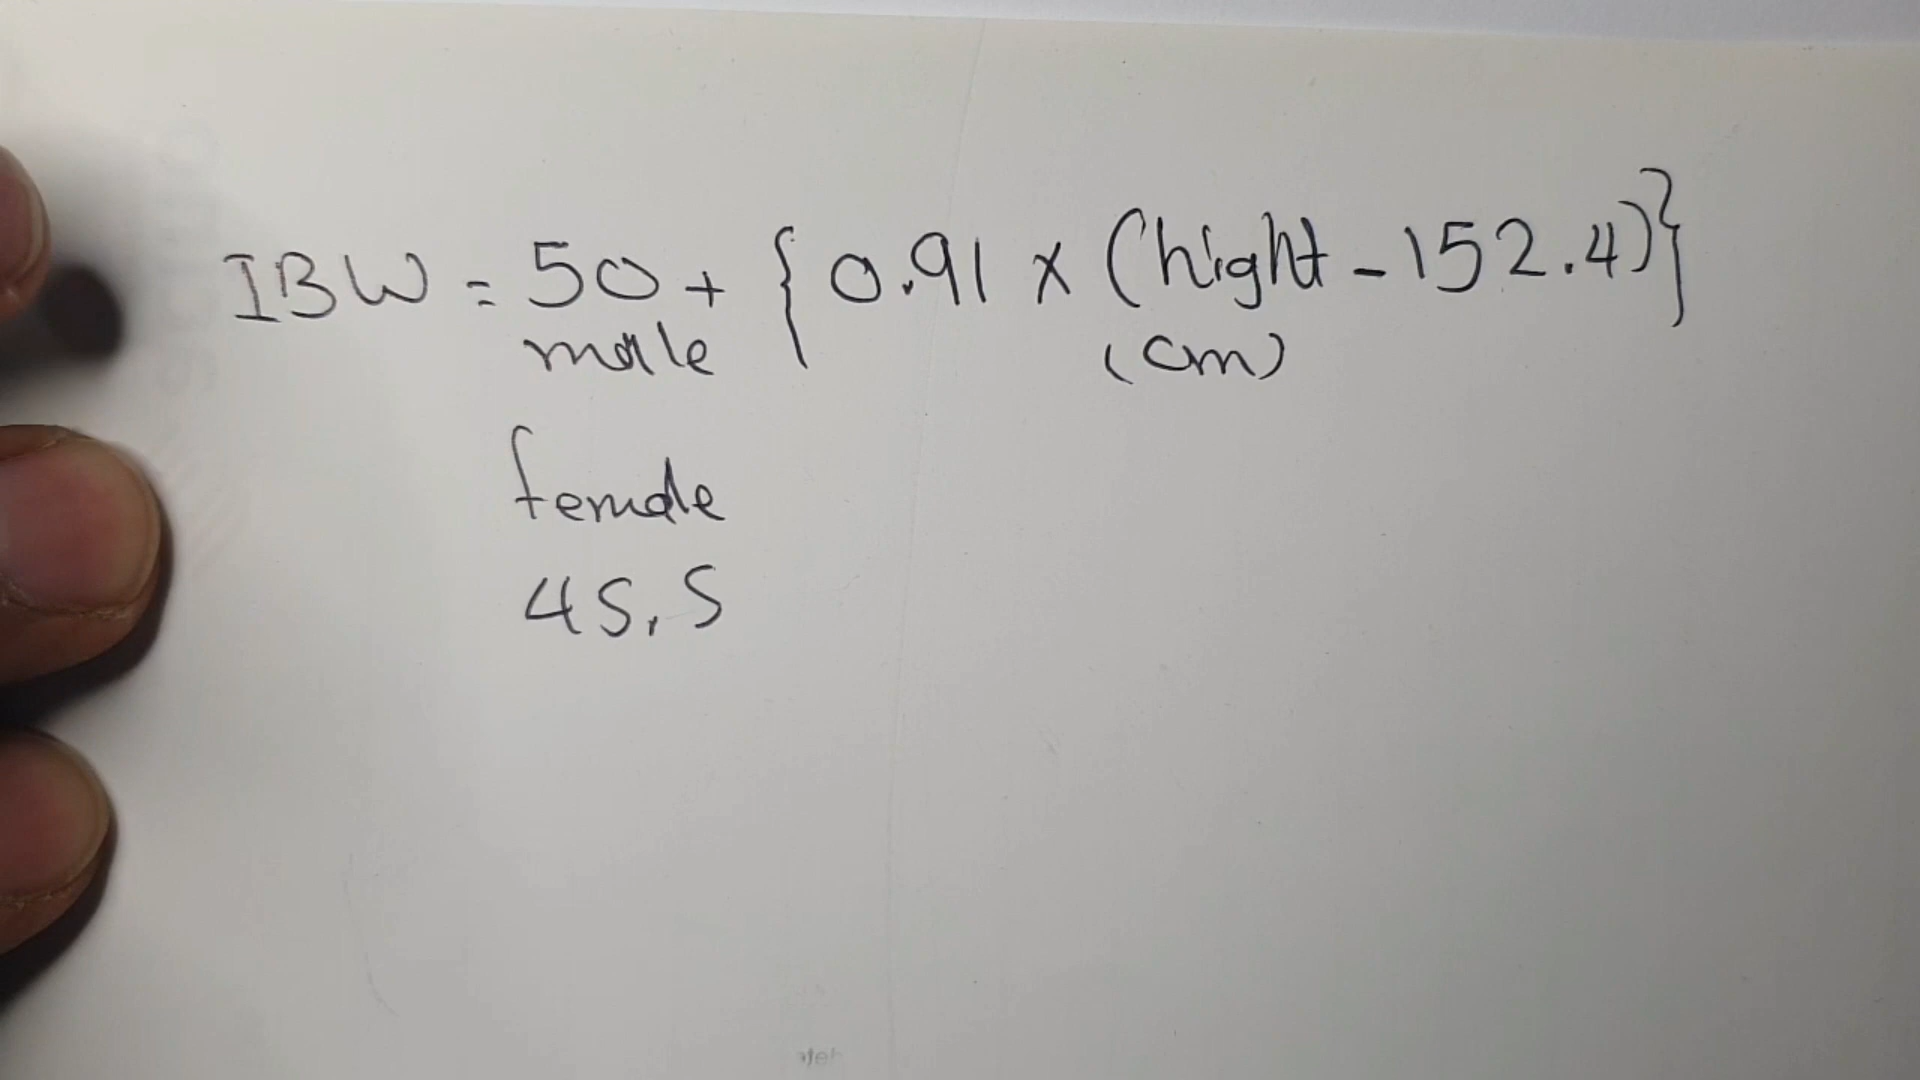 IBW = 50 + { 0.91 x (hight - 152.4)}
male (cm)
female
45.5